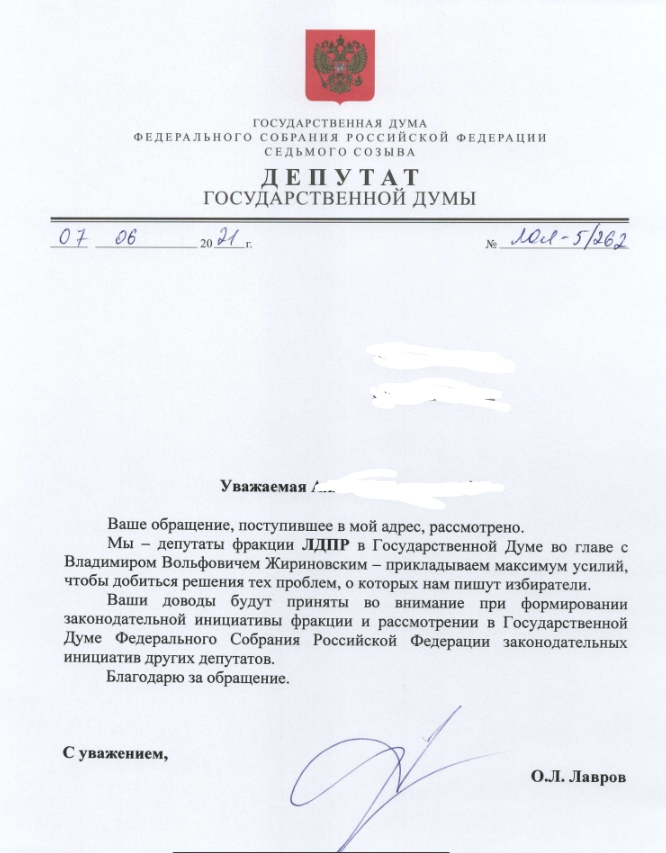 ГОСУДАРСТВЕННАЯ ДУМА
ФЕДЕРАЛЬНОГО СОБРАНИЯ РОССИЙСКОЙ ФЕДЕРАЦИИ
СЕДЬМОГО СОЗЫВА
ДЕПУТАТ
ГОСУДАРСТВЕННОЙ ДУМЫ
07 06 2021 г. № ЛОЛ-5/262
Уважаемая
Ваше обращение, поступившее в мой адрес, рассмотрено.
Мы – депутаты фракции ЛДПР в Государственной Думе во главе с
Владимиром Вольфовичем Жириновским – прикладываем максимум усилий,
чтобы добиться решения тех проблем, о которых нам пишут избиратели.
Ваши доводы будут приняты во внимание при формировании
законодательной инициативы фракции и рассмотрении в Государственной
Думе Федерального Собрания Российской Федерации законодательных
инициатив других депутатов.
Благодарю за обращение.
С уважением,
О.Л. Лавров